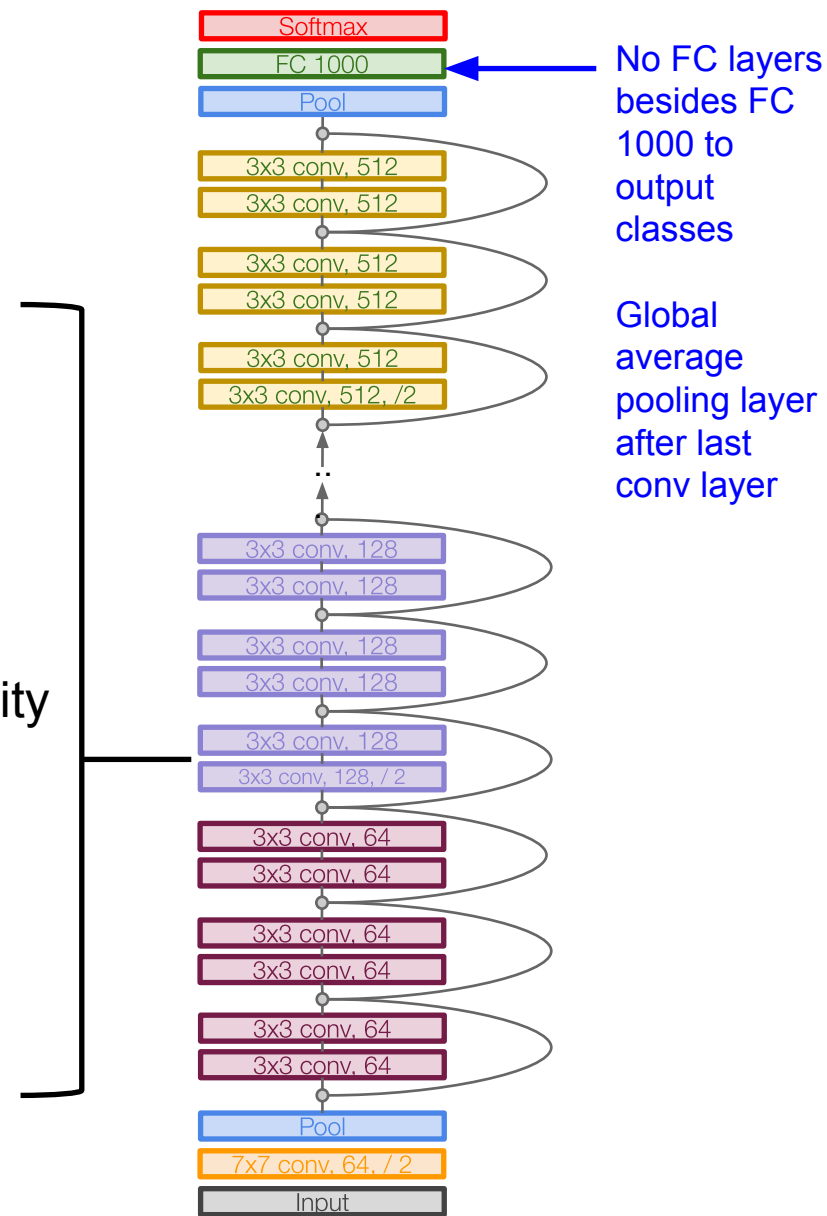 Softmax
FC 1000
Pool
3x3 conv, 512
3x3 conv, 512
3x3 conv, 512
3x3 conv, 512
3x3 conv, 512
3x3 conv, 512, /2
..
3x3 conv, 128
3x3 conv, 128
3x3 conv, 128
3x3 conv, 128
3x3 conv, 128
3x3 conv, 128, / 2
3x3 conv, 64
3x3 conv, 64
3x3 conv, 64
3x3 conv, 64
3x3 conv, 64
3x3 conv, 64
Pool
7x7 conv, 64, / 2
Input
No FC layers
besides FC
1000 to
output
classes
Global
average
pooling layer
after last
conv layer
ity